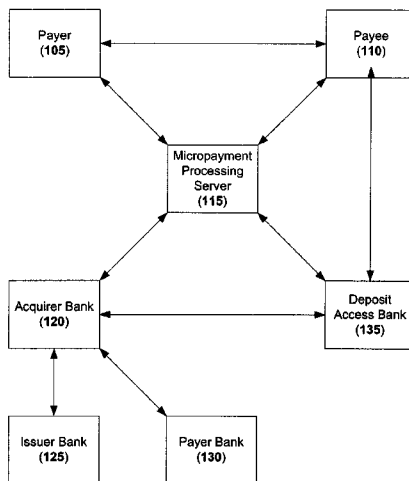 Payer
(105)
Payee
(110)
Micropayment
Processing
Server
(115)
Acquirer Bank
(120)
Deposit
Access Bank
(135)
Issuer Bank
(125)
Payer Bank
(130)